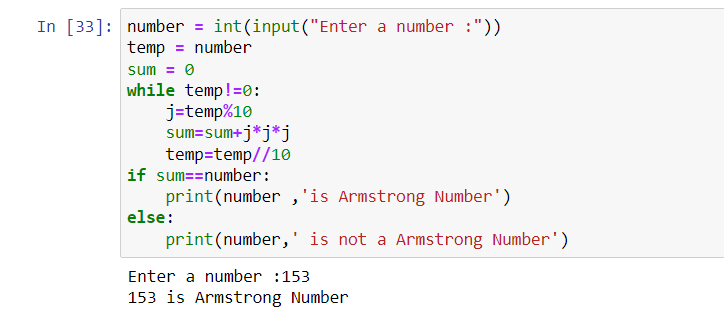 In [33]: number = int(input("Enter a number :"))
temp = number
sum = 0
while temp!=0:
    j=temp%10
    sum=sum+j*j*j
    temp=temp//10
if sum==number:
    print(number ,'is Armstrong Number')
else:
    print(number,' is not a Armstrong Number')
Enter a number :153
153 is Armstrong Number